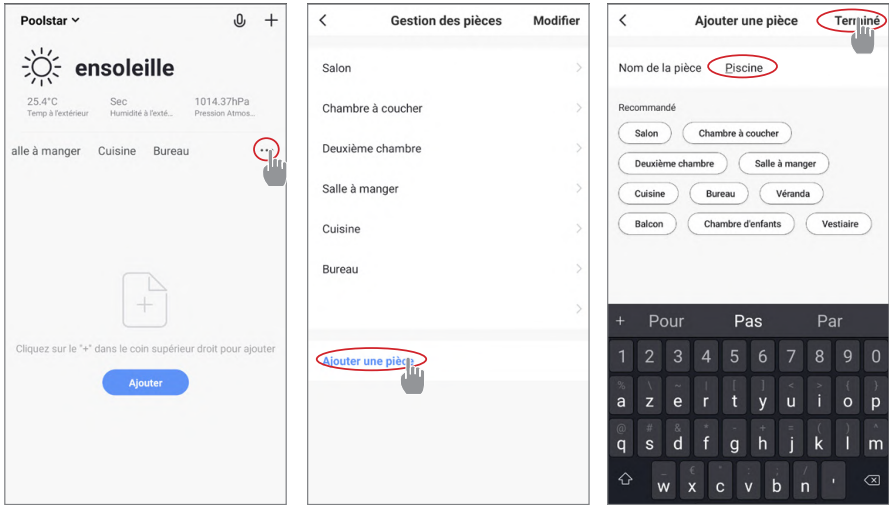 Poolstar
ensoleille
25.4°C Sec 1014.37hPa
Temp à l'extérieur Humidité à l'exté... Pression Atmos...
alle à manger Cuisine Bureau ...
Cliquez sur le "+" dans le coin supérieur droit pour ajouter
Ajouter
Gestion des pièces Modifier
Salon
Chambre à coucher
Deuxième chambre
Salle à manger
Cuisine
Bureau
Ajouter une pièce
Ajouter une pièce Terminé
Nom de la pièce Piscine
Recommandé
Salon Chambre à coucher
Deuxième chambre Salle à manger
Cuisine Bureau Véranda
Balcon Chambre d'enfants Vestiaire
+ Pour Pas Par
1 2 3 4 5 6 7 8 9 0
% \ ~ | [ ] < > { }
a z e r t y u i o p
@ # & * - + = ( ) ^
q s d f g h j k l m
w x c v b n '